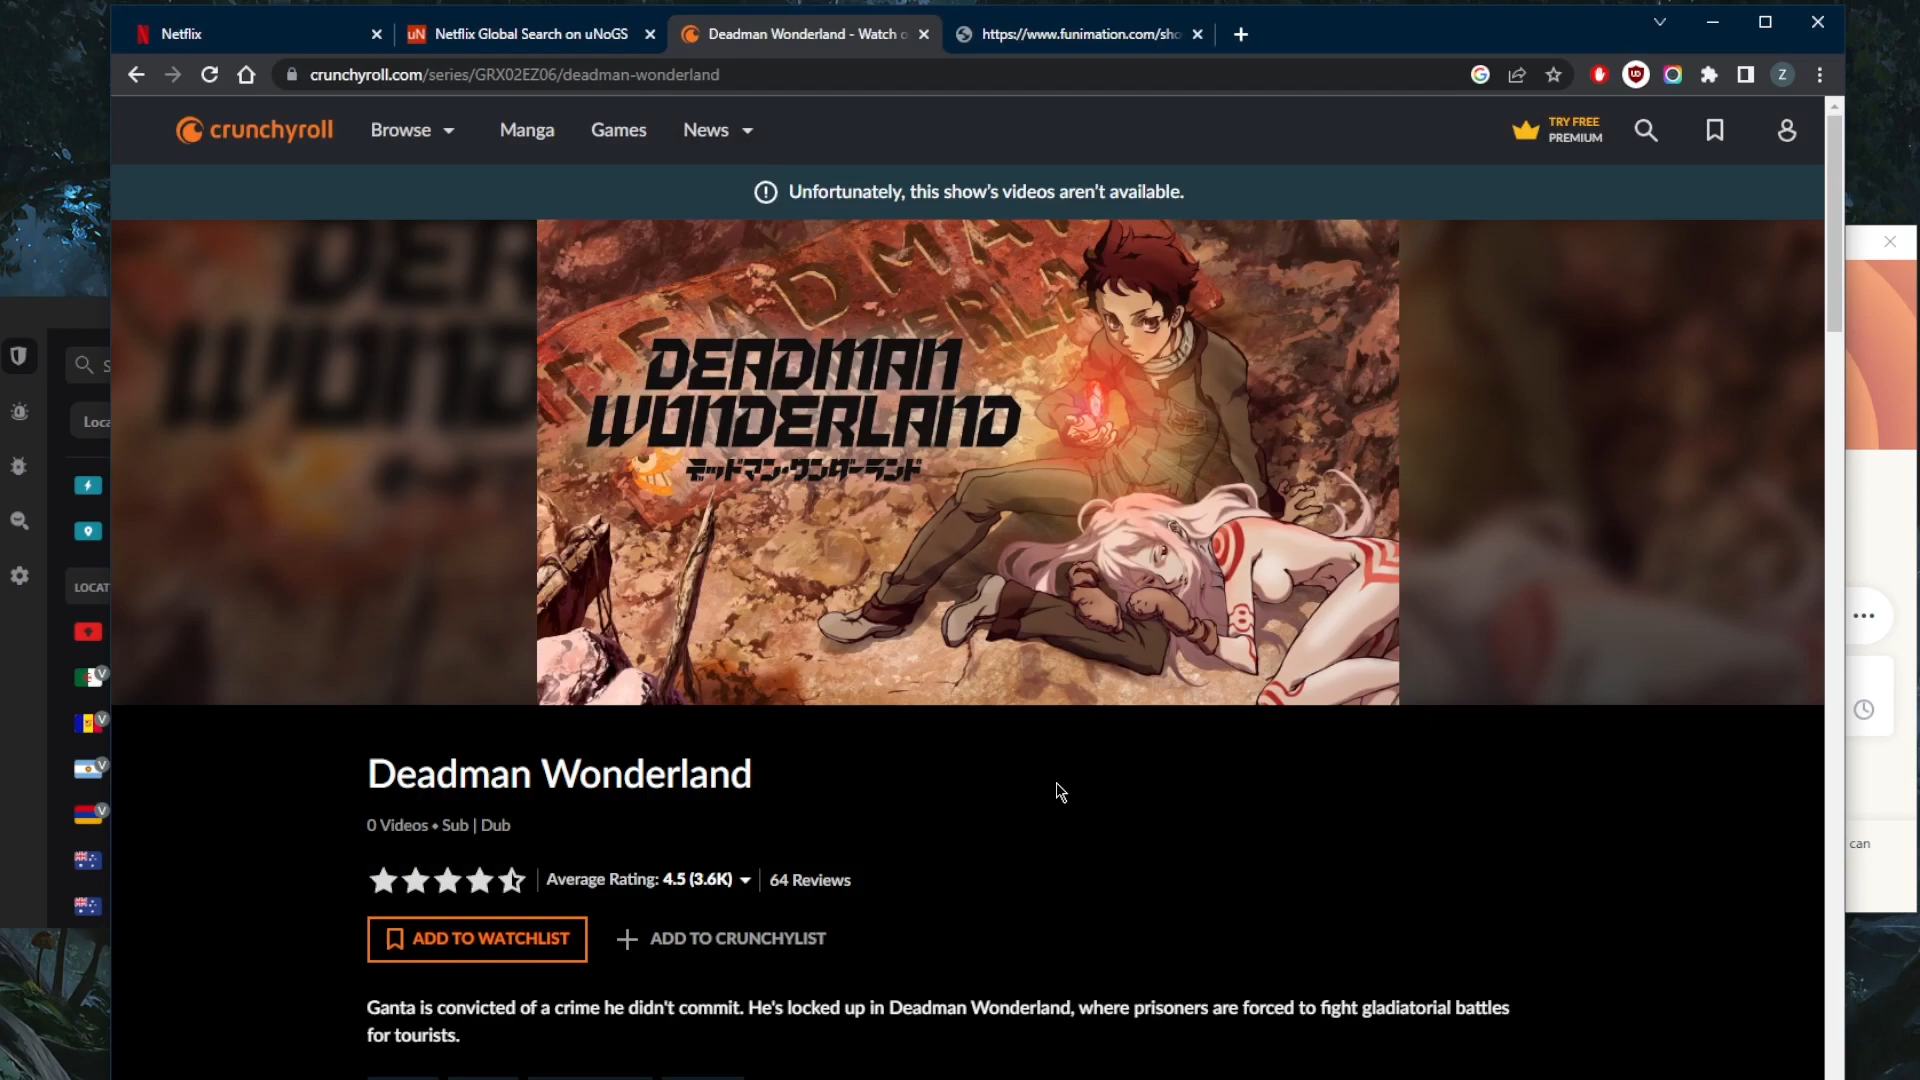 Netflix
uN Netflix Global Search on uNoGS
Deadman Wonderland - Watch o
https://www.funimation.com/sho
crunchyroll.com/series/GRX02EZ06/deadman-wonderland
Z
crunchyroll
Browse
Manga
Games
News
TRY FREE
PREMIUM
Unfortunately, this show's videos aren't available.
DEADMAN
WONDERLAND
デッドマン・ワンダーランド
S
Loca
LOCAT
V
V
V
V
can
Deadman Wonderland
0 Videos • Sub | Dub
Average Rating: 4.5 (3.6K)
64 Reviews
ADD TO WATCHLIST
ADD TO CRUNCHYLIST
Ganta is convicted of a crime he didn't commit. He's locked up in Deadman Wonderland, where prisoners are forced to fight gladiatorial battles
for tourists.